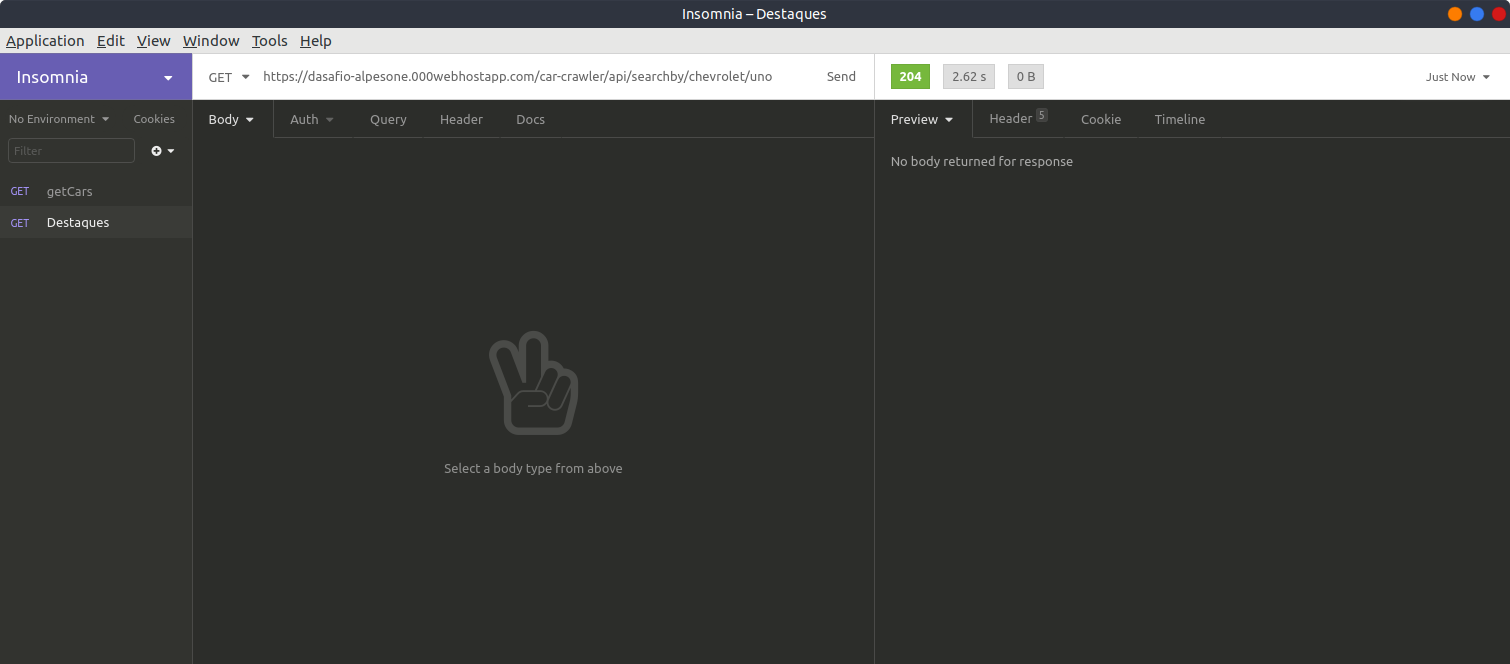 Insomnia – Destaques
Application Edit View Window Tools Help
Insomnia
GET https://dasafio-alpesone.000webhostapp.com/car-crawler/api/searchby/chevrolet/uno Send
204 2.62 s 0 B Just Now
No Environment Cookies
Body Auth Query Header Docs
Preview Header 5 Cookie Timeline
Filter
No body returned for response
GET getCars
GET Destaques
Select a body type from above